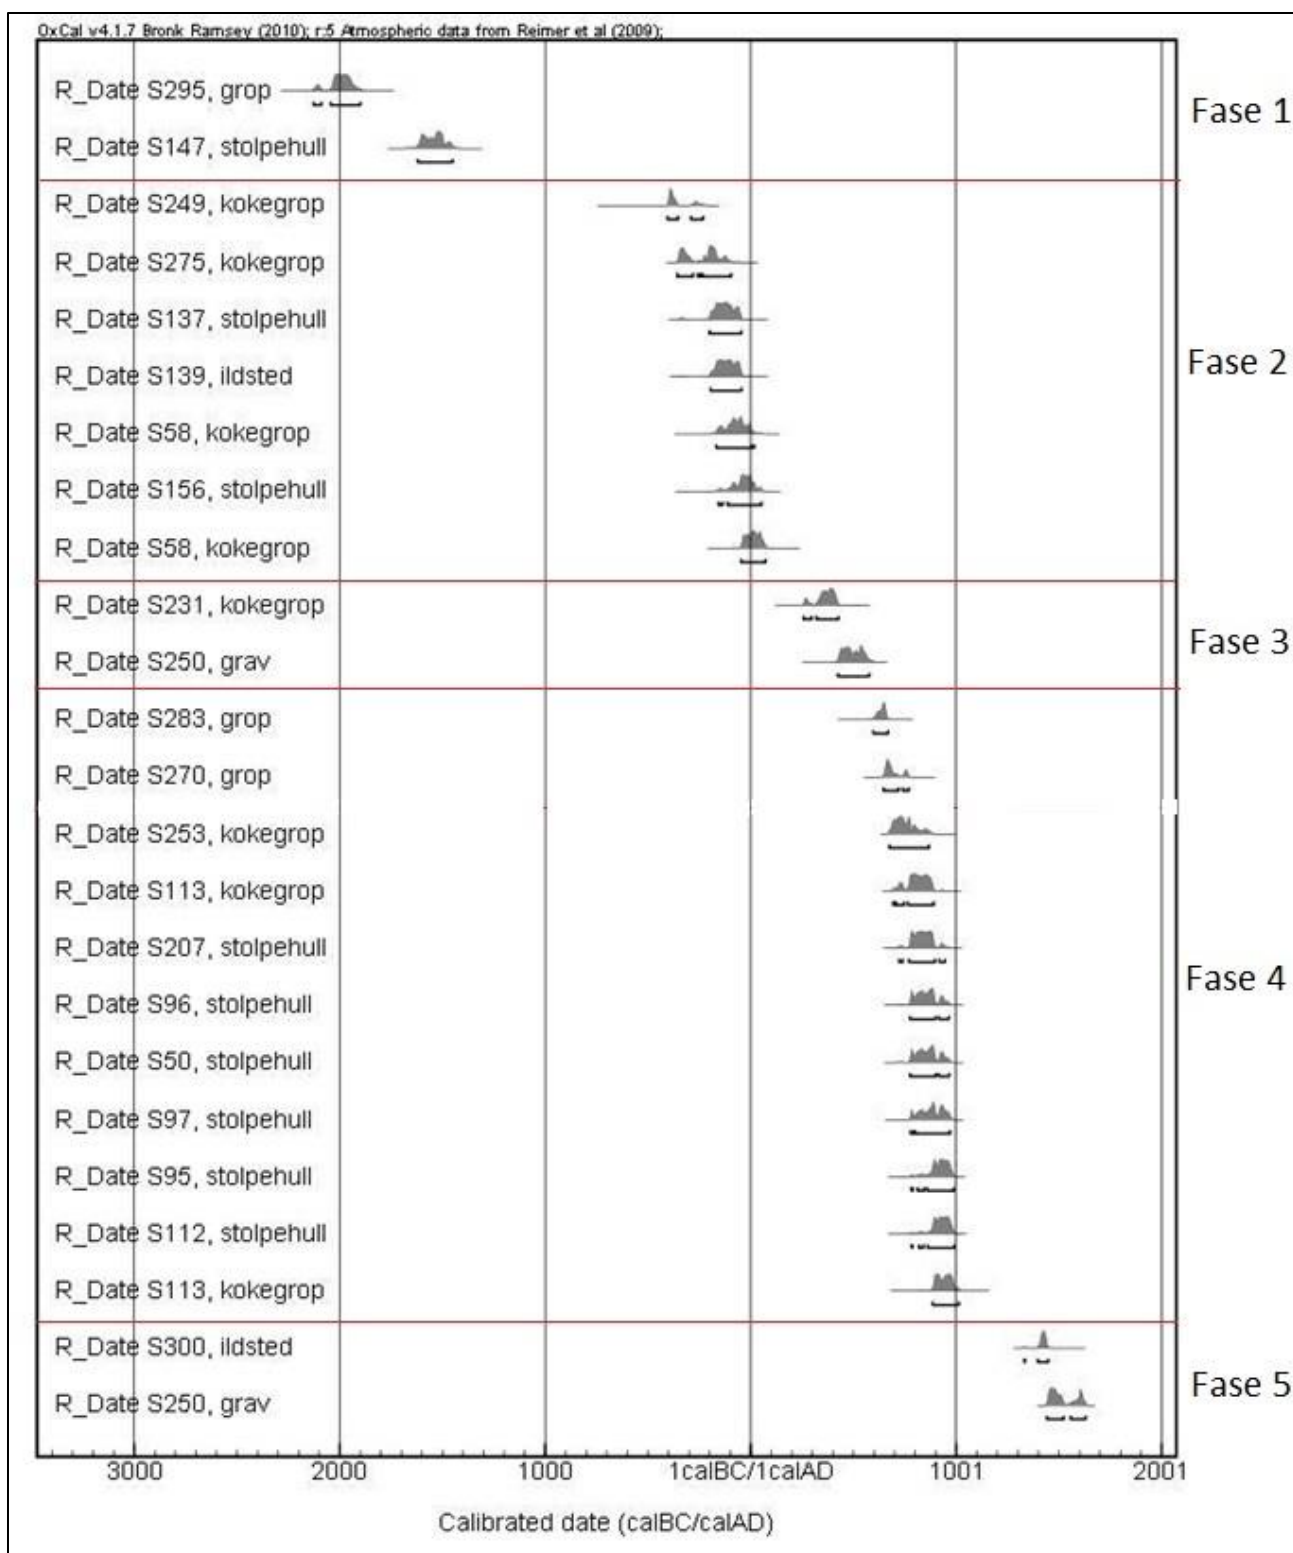 OxCal v4.1.7 Bronk Ramsey (2010); r:5 Atmospheric data from Reimer et al (2009);
R_Date S295, grop
Fase 1
R_Date S147, stolpehull
R_Date S249, kokegrop
R_Date S275, kokegrop
R_Date S137, stolpehull
Fase 2
R_Date S139, ildsted
R_Date S58, kokegrop
R_Date S156, stolpehull
R_Date S58, kokegrop
R_Date S231, kokegrop
Fase 3
R_Date S250, grav
R_Date S283, grop
R_Date S270, grop
R_Date S253, kokegrop
R_Date S113, kokegrop
R_Date S207, stolpehull
Fase 4
R_Date S96, stolpehull
R_Date S50, stolpehull
R_Date S97, stolpehull
R_Date S95, stolpehull
R_Date S112, stolpehull
R_Date S113, kokegrop
R_Date S300, ildsted
Fase 5
R_Date S250, grav
3000 2000 1000 1calBC/1calAD 1001 2001
Calibrated date (calBC/calAD)